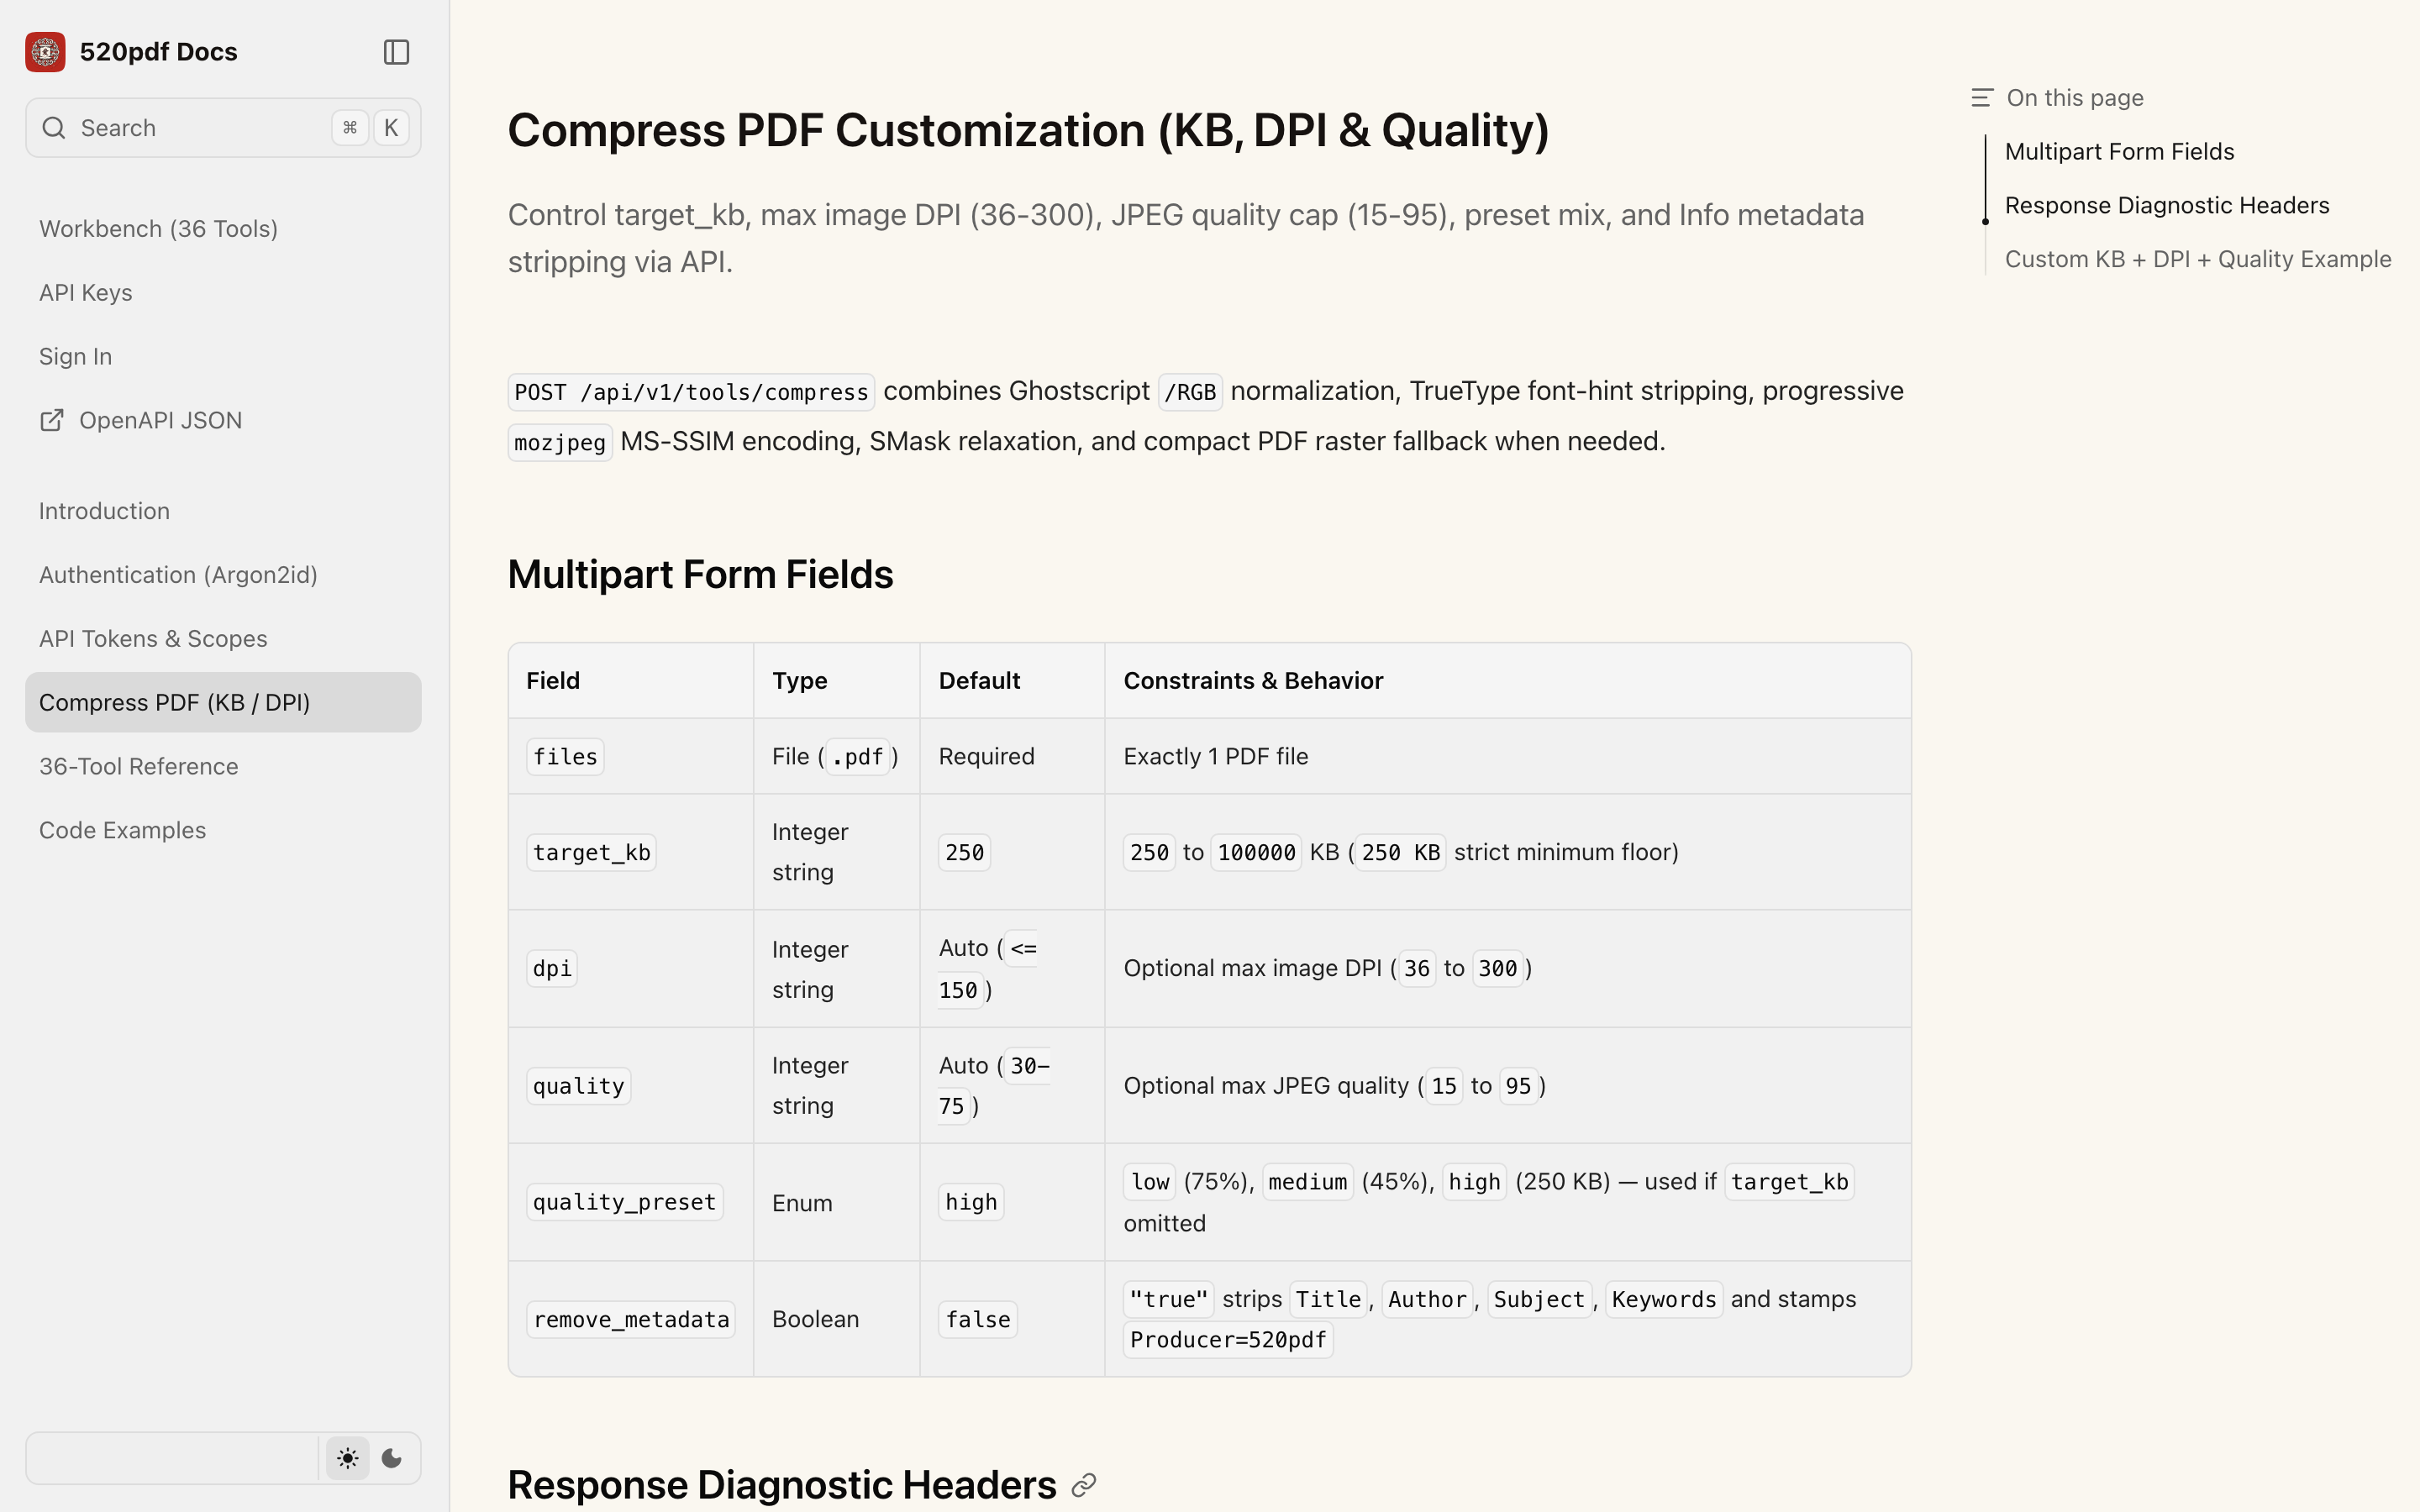 520pdf Docs
Search
⌘ K
Workbench (36 Tools)
API Keys
Sign In
OpenAPI JSON
Introduction
Authentication (Argon2id)
API Tokens & Scopes
Compress PDF (KB / DPI)
36-Tool Reference
Code Examples
Compress PDF Customization (KB, DPI & Quality)
Control target_kb, max image DPI (36-300), JPEG quality cap (15-95), preset mix, and Info metadata
stripping via API.
POST /api/v1/tools/compress combines Ghostscript /RGB normalization, TrueType font-hint stripping, progressive
mozjpeg MS-SSIM encoding, SMask relaxation, and compact PDF raster fallback when needed.
Multipart Form Fields
Field Type Default Constraints & Behavior
files File (.pdf) Required Exactly 1 PDF file
target_kb Integer string 250 250 to 100000 KB (250 KB strict minimum floor)
dpi Integer string Auto (<= 150) Optional max image DPI (36 to 300)
quality Integer string Auto (30–75) Optional max JPEG quality (15 to 95)
quality_preset Enum high low (75%), medium (45%), high (250 KB) — used if target_kb
omitted
remove_metadata Boolean false "true" strips Title, Author, Subject, Keywords and stamps
Producer=520pdf
Response Diagnostic Headers
On this page
Multipart Form Fields
Response Diagnostic Headers
Custom KB + DPI + Quality Example